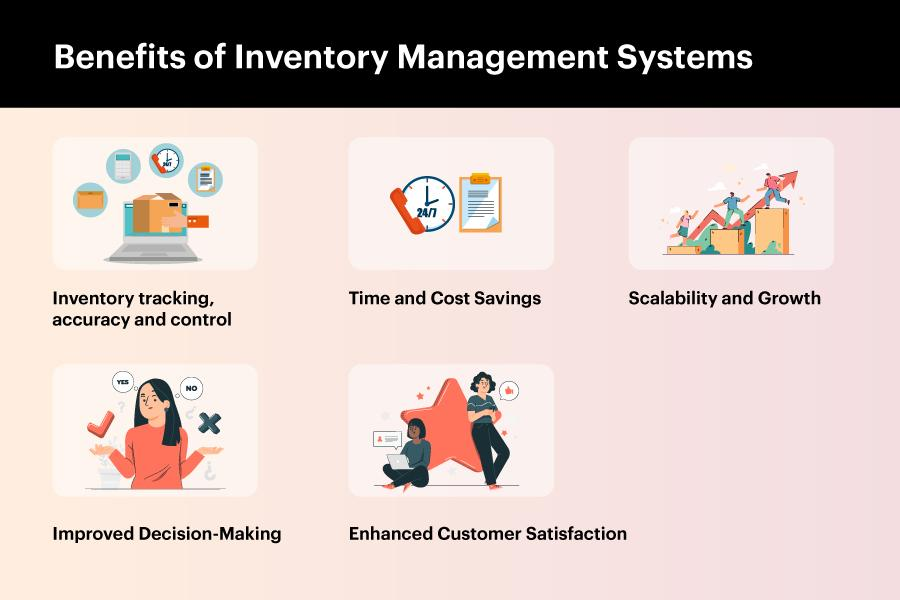 Benefits of Inventory Management Systems
24/7
24/7
Inventory tracking,
accuracy and control
Time and Cost Savings
Scalability and Growth
YES
NO
Improved Decision-Making
Enhanced Customer Satisfaction